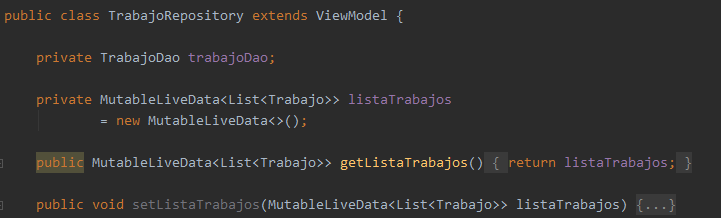 public class TrabajoRepository extends ViewModel {
private TrabajoDao trabajoDao;
private MutableLiveData<List<Trabajo>> listaTrabajos
= new MutableLiveData<>();
public MutableLiveData<List<Trabajo>> getListaTrabajos() { return listaTrabajos; }
public void setListaTrabajos(MutableLiveData<List<Trabajo>> listaTrabajos) {...}